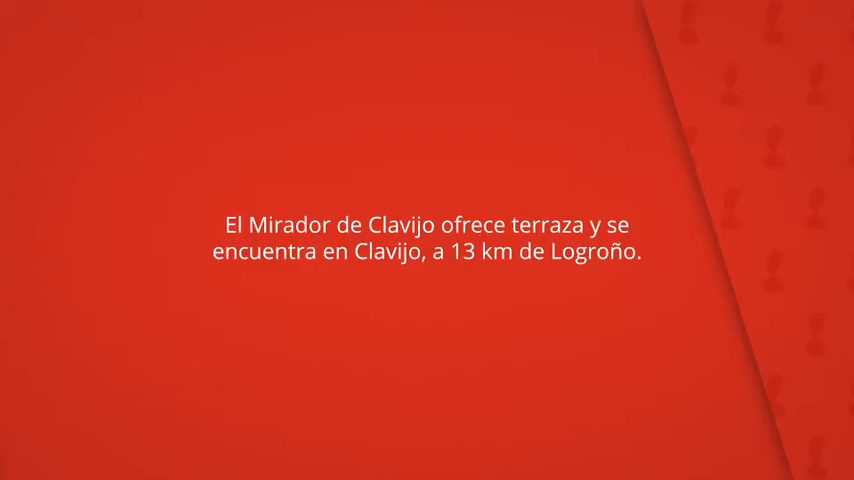 El Mirador de Clavijo ofrece terraza y se
encuentra en Clavijo, a 13 km de Logroño.